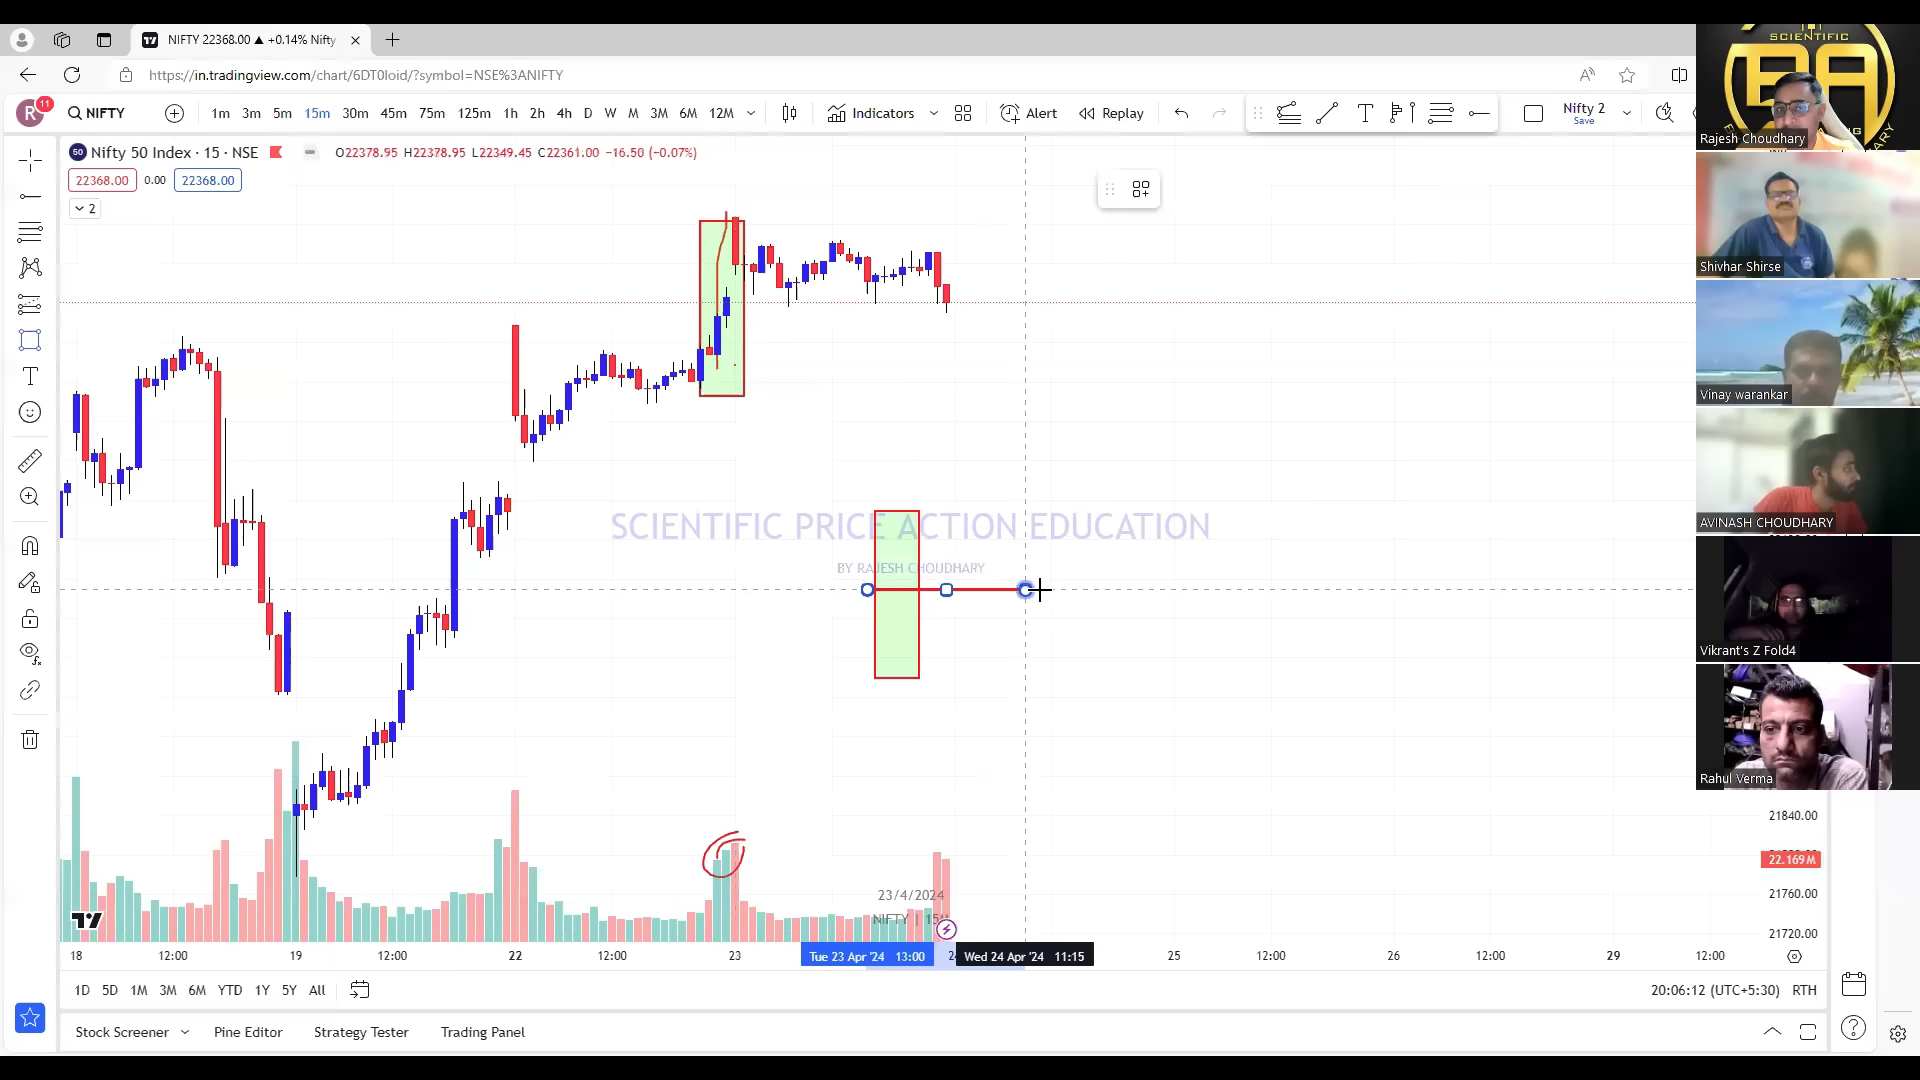 NIFTY 22368.00 ▲ +0.14% Nifty
https://in.tradingview.com/chart/6DT0loid/?symbol=NSE%3ANIFTY
R 11 NIFTY 1m 3m 5m 15m 30m 45m 75m 125m 1h 2h 4h D W M 3M 6M 12M Indicators Alert Replay Nifty 2
Save
50 Nifty 50 Index · 15 · NSE O22378.95 H22378.95 L22349.45 C22361.00 −16.50 (−0.07%)
22368.00 0.00 22368.00
2
SCIENTIFIC PRICE ACTION EDUCATION
BY RAJESH CHOUDHARY
SCIENTIFIC
Rajesh Choudhary
Shivhar Shirse
Vinay warankar
AVINASH CHOUDHARY
Vikrant's Z Fold4
Rahul Verma
21840.00
22.169M
21760.00
21720.00
23/4/2024
NIFTY | 15
18 12:00 19 12:00 22 12:00 23 Tue 23 Apr '24 13:00 Wed 24 Apr '24 11:15 25 12:00 26 12:00 29 12:00
1D 5D 1M 3M 6M YTD 1Y 5Y All 20:06:12 (UTC+5:30) RTH
Stock Screener Pine Editor Strategy Tester Trading Panel